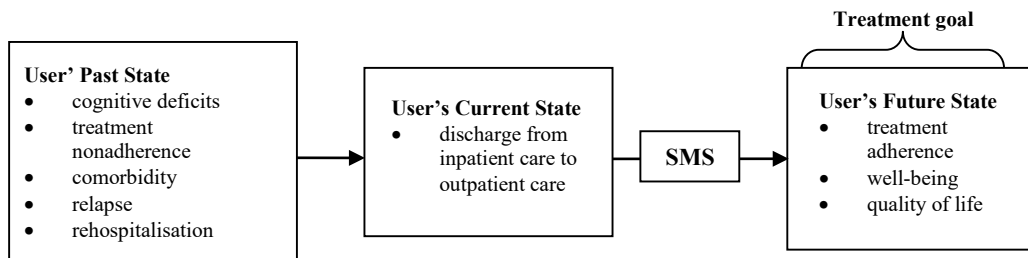 Treatment goal
User' Past State
• cognitive deficits
• treatment
nonadherence
• comorbidity
• relapse
• rehospitalisation
User's Current State
• discharge from
inpatient care to
outpatient care
SMS
User's Future State
• treatment
adherence
• well-being
• quality of life